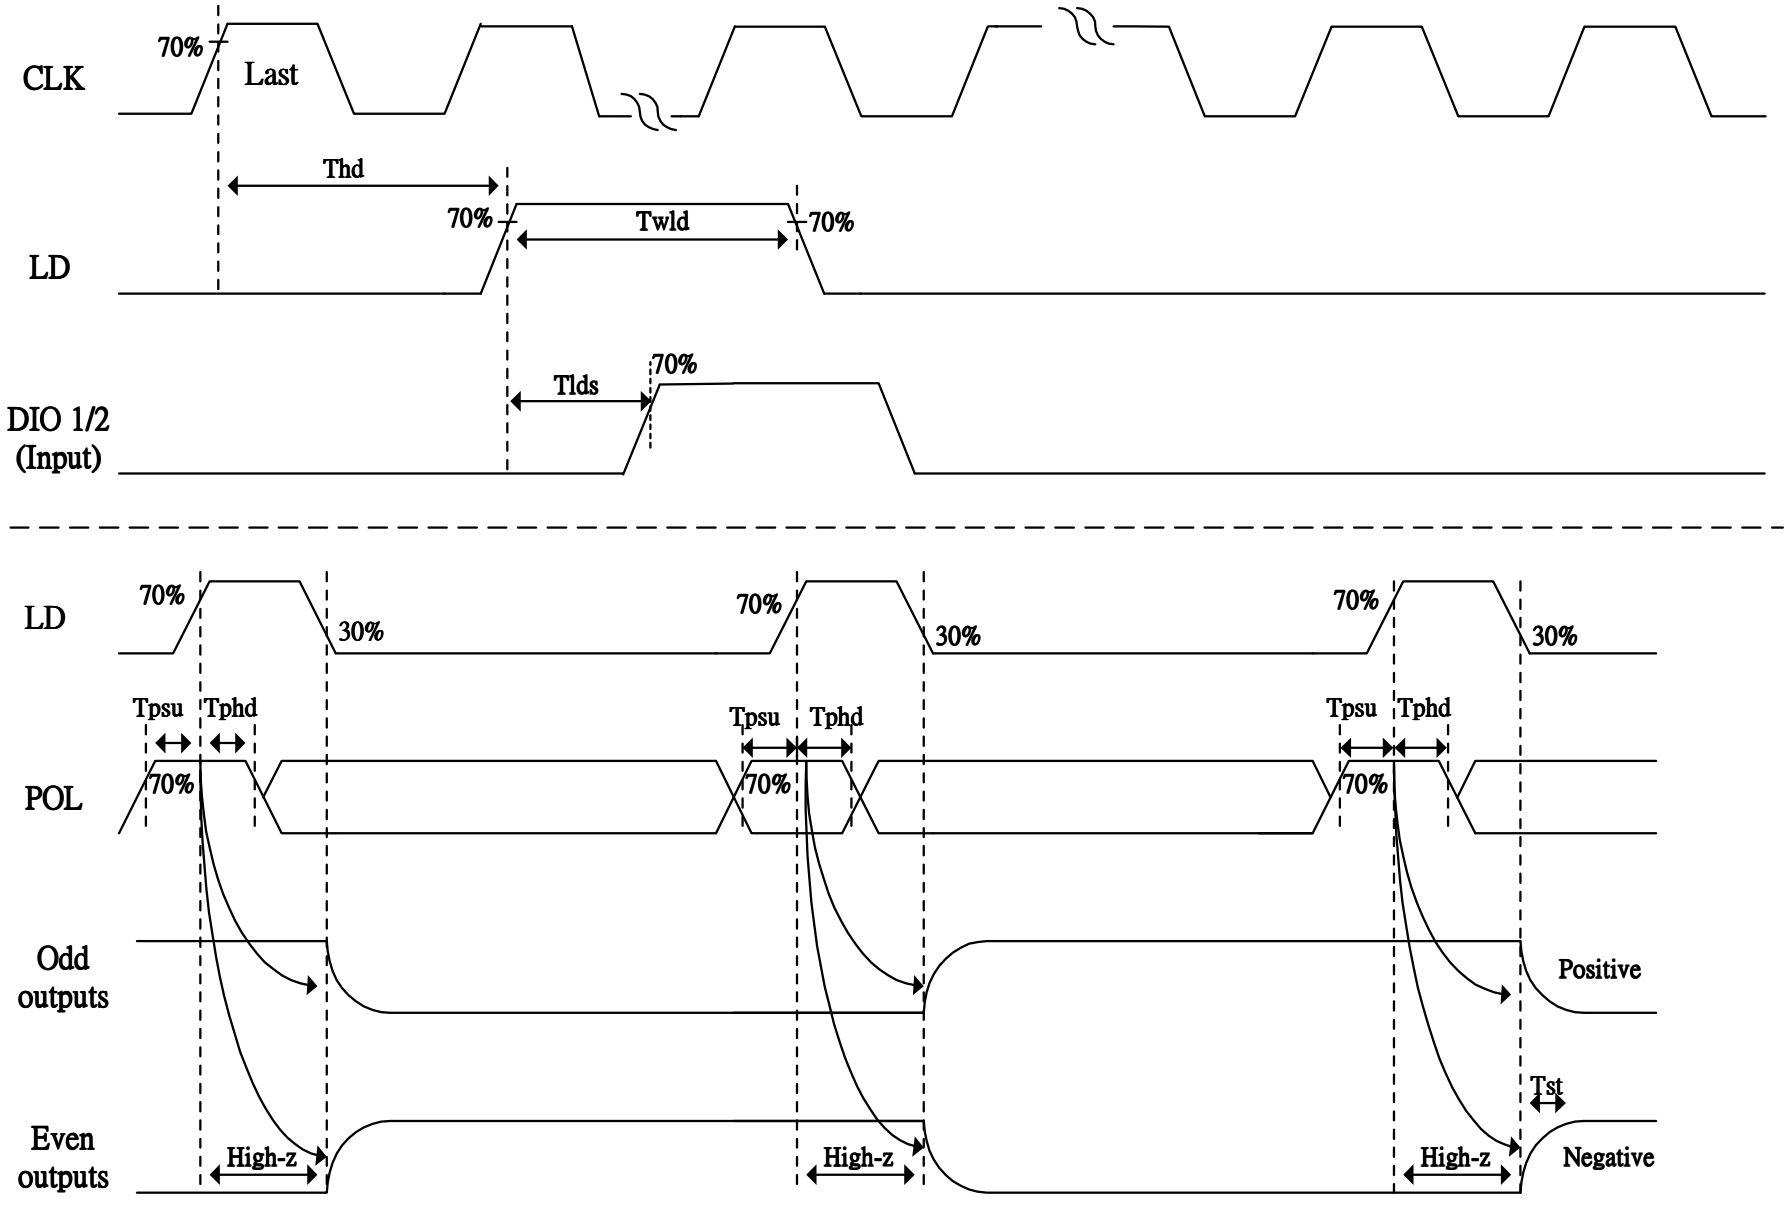 70%
Last
CLK
Thd
70%
Twld
70%
LD
70%
Tlds
DIO 1/2
(Input)
70%
70%
70%
LD
30%
30%
30%
Tpsu
Tphd
Tpsu
Tphd
Tpsu
Tphd
70%
70%
70%
POL
Odd
outputs
Positive
Tst
Even
outputs
High-z
High-z
High-z
Negative